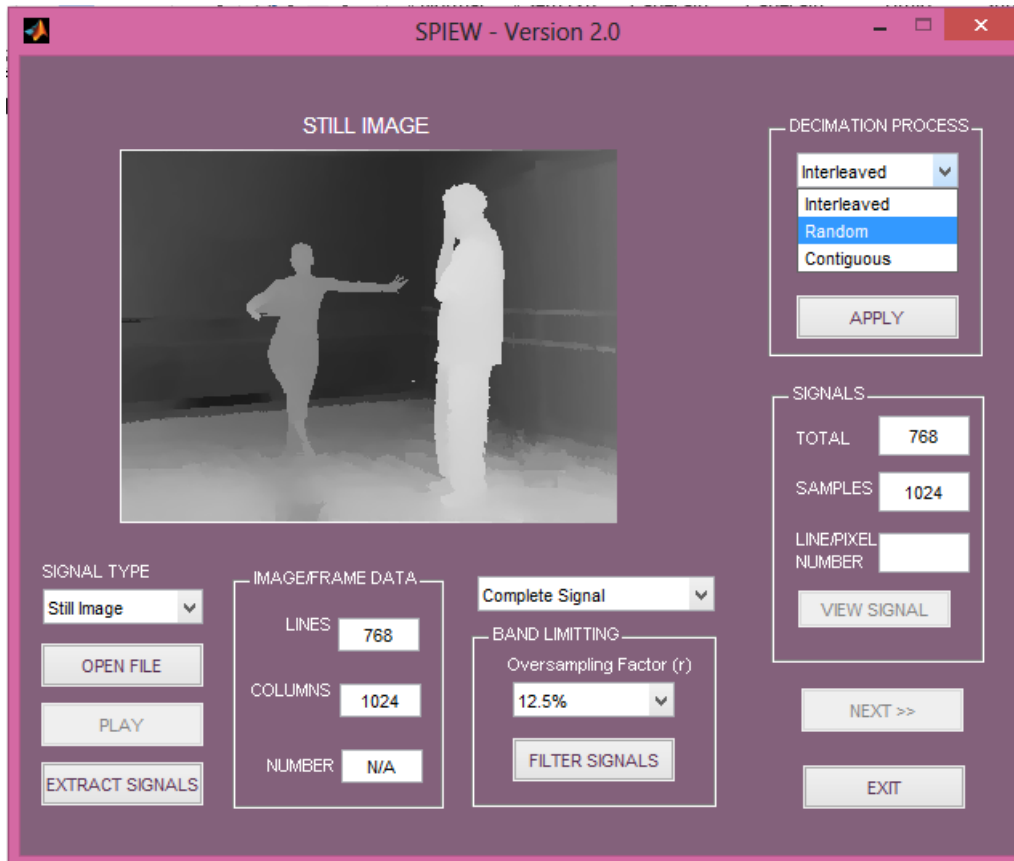 SPIEW - Version 2.0
STILL IMAGE
DECIMATION PROCESS
Interleaved
Interleaved
Random
Contiguous
APPLY
SIGNALS
TOTAL 768
SAMPLES 1024
LINE/PIXEL
NUMBER
VIEW SIGNAL
NEXT >>
EXIT
SIGNAL TYPE
Still Image
OPEN FILE
PLAY
EXTRACT SIGNALS
IMAGE/FRAME DATA
LINES 768
COLUMNS 1024
NUMBER N/A
Complete Signal
BAND LIMITTING
Oversampling Factor (r)
12.5%
FILTER SIGNALS